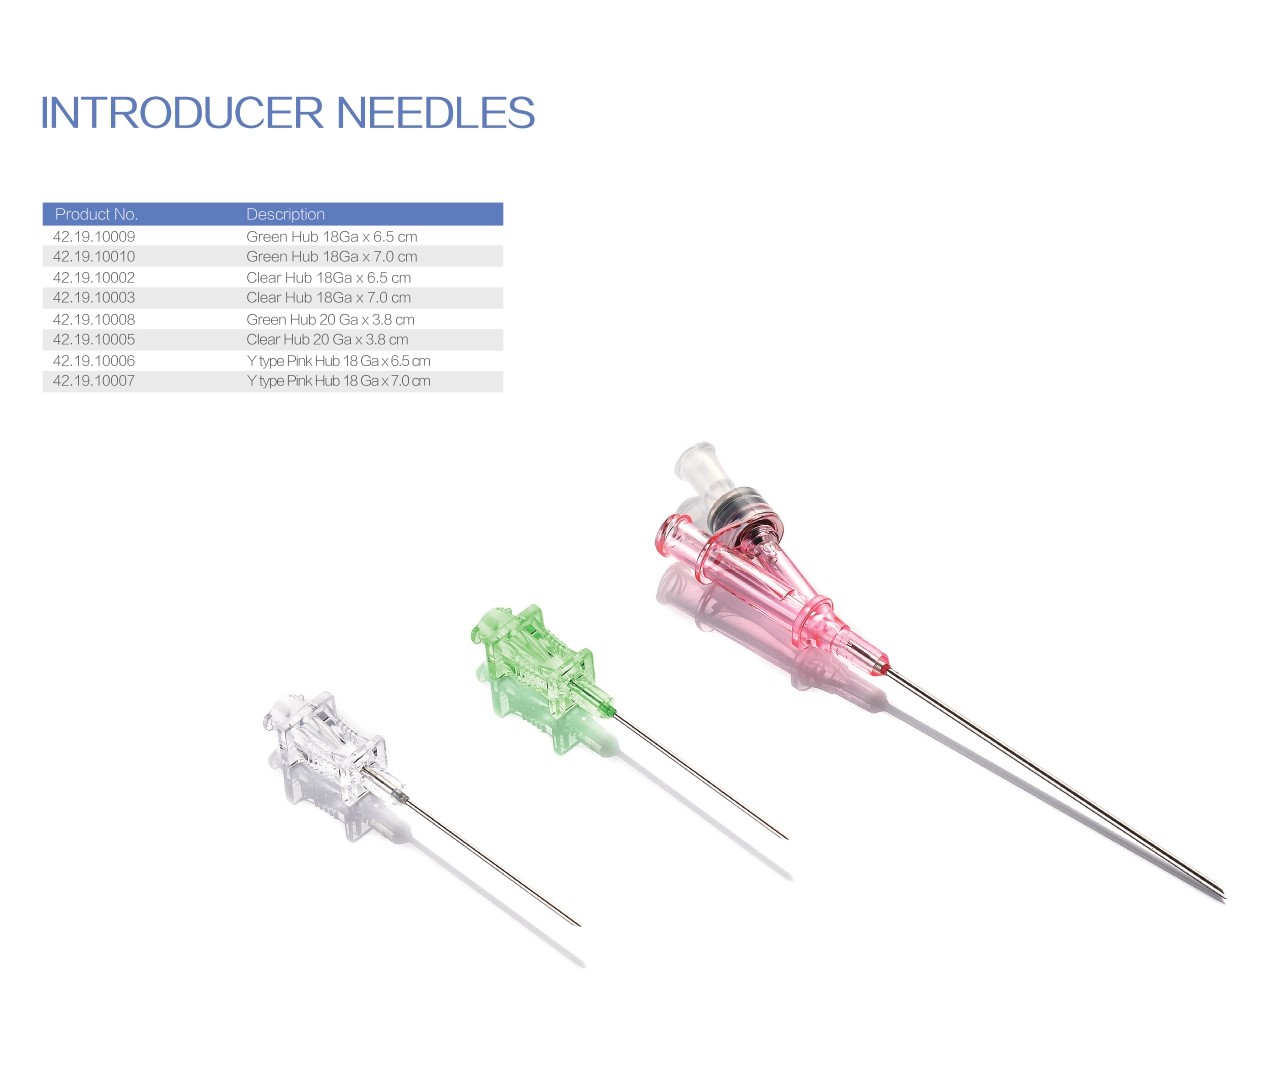 INTRODUCER NEEDLES
Product No. Description
42.19.10009 Green Hub 18Ga x 6.5 cm
42.19.10010 Green Hub 18Ga x 7.0 cm
42.19.10002 Clear Hub 18Ga x 6.5 cm
42.19.10003 Clear Hub 18Ga x 7.0 cm
42.19.10008 Green Hub 20 Ga x 3.8 cm
42.19.10005 Clear Hub 20 Ga x 3.8 cm
42.19.10006 Y type Pink Hub 18 Ga x 6.5 cm
42.19.10007 Y type Pink Hub 18 Ga x 7.0 cm